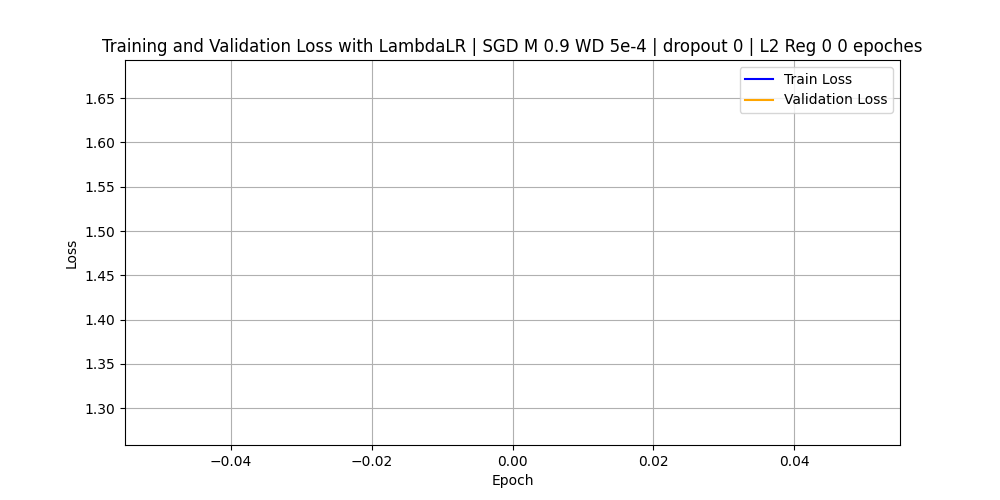 Training and Validation Loss with LambdaLR | SGD M 0.9 WD 5e-4 | dropout 0 | L2 Reg 0 0 epoches
Train Loss
Validation Loss
1.65
1.60
1.55
1.50
1.45
1.40
1.35
1.30
Loss
−0.04
−0.02
0.00
0.02
0.04
Epoch